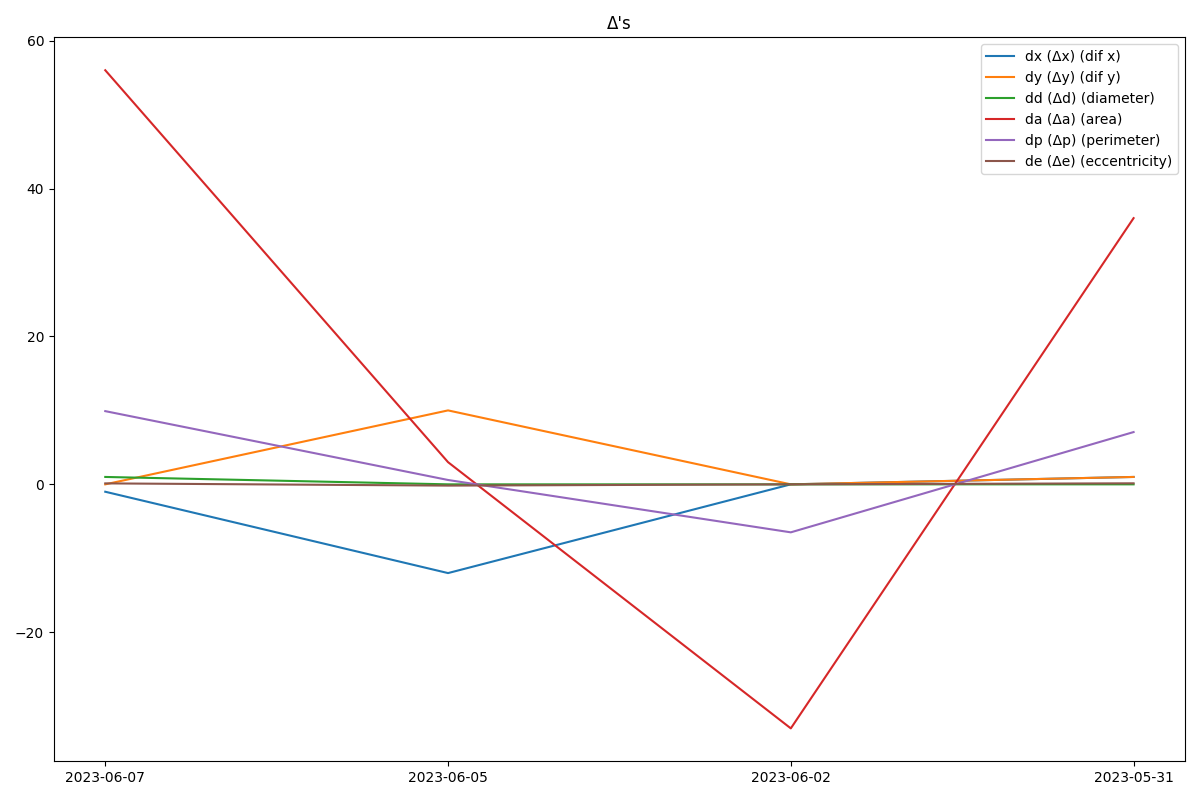 Δ's
60
40
20
0
−20
2023-06-07
2023-06-05
2023-06-02
2023-05-31
dx (Δx) (dif x)
dy (Δy) (dif y)
dd (Δd) (diameter)
da (Δa) (area)
dp (Δp) (perimeter)
de (Δe) (eccentricity)